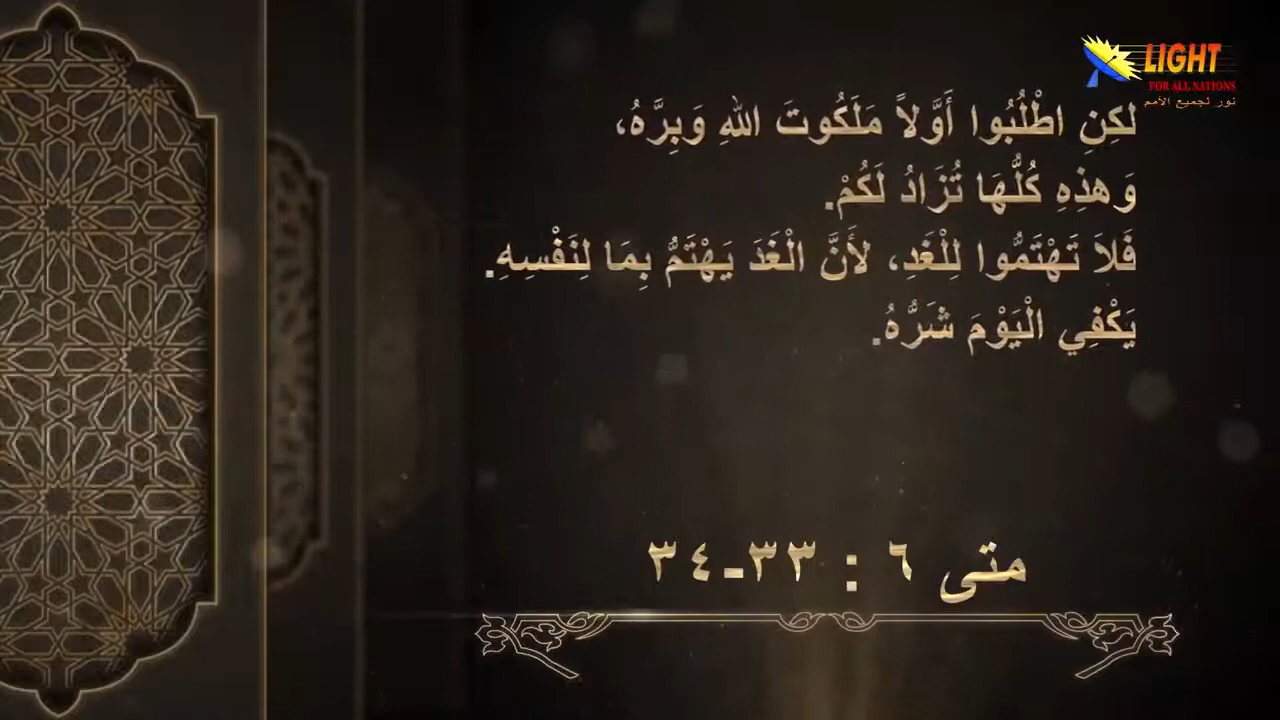 LIGHT
FOR ALL NATIONS
نور لجميع الأمم
لكِنِ اطْلُبُوا أَوَّلاً مَلَكُوتَ اللهِ وَبِرَّهُ،
وَهذِهِ كُلُّهَا تُزَادُ لَكُمْ.
فَلاَ تَهْتَمُّوا لِلْغَدِ، لأَنَّ الْغَدَ يَهْتَمُّ بِمَا لِنَفْسِهِ.
يَكْفِي الْيَوْمَ شَرُّهُ.
متى ٦ : ٣٣-٣٤